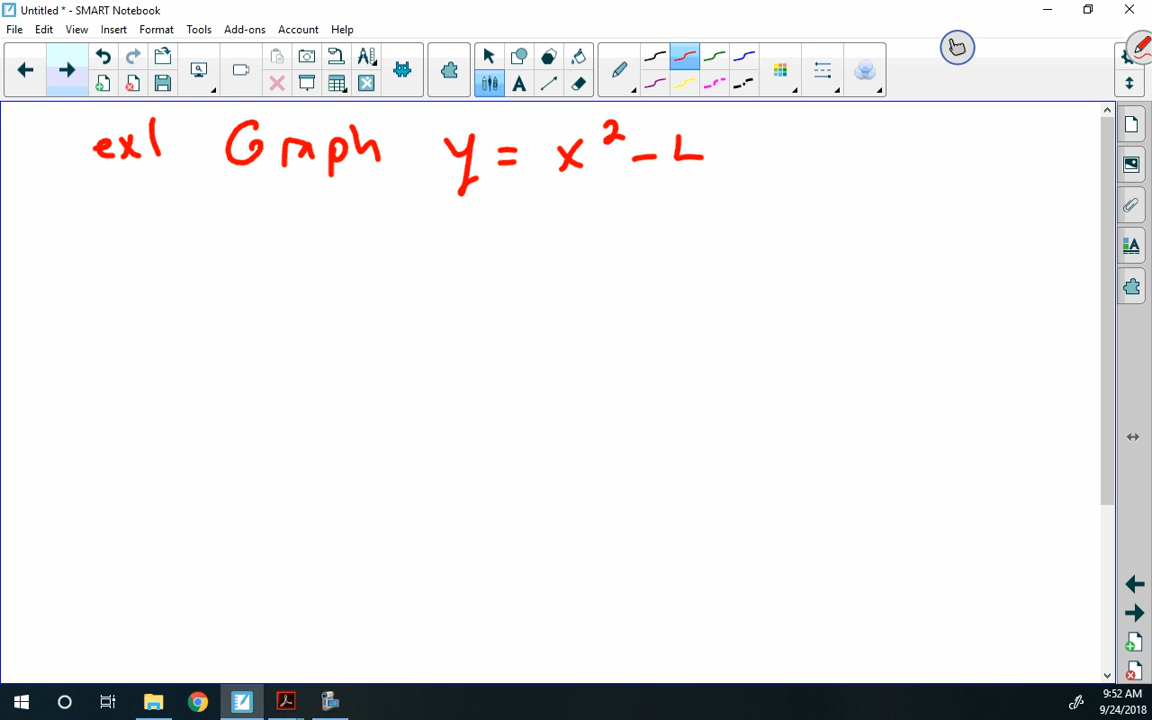 Untitled * - SMART Notebook
File Edit View Insert Format Tools Add-ons Account Help
ex1 Graph y = x² - L
9:52 AM
9/24/2018